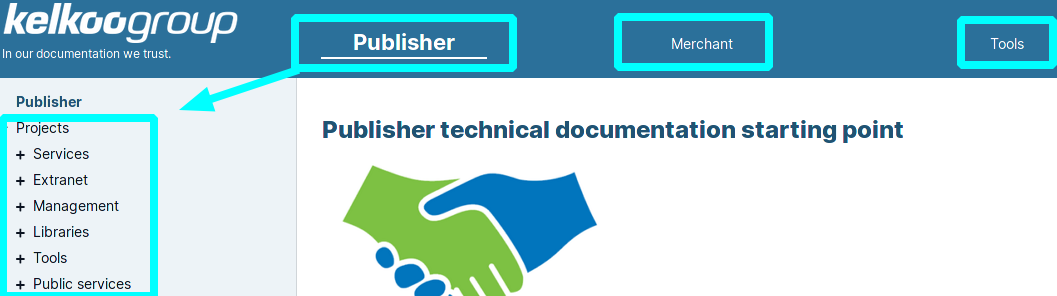 kelkoogroup
In our documentation we trust.
Publisher
Merchant
Tools
Publisher
Projects
+ Services
+ Extranet
+ Management
+ Libraries
+ Tools
+ Public services
Publisher technical documentation starting point